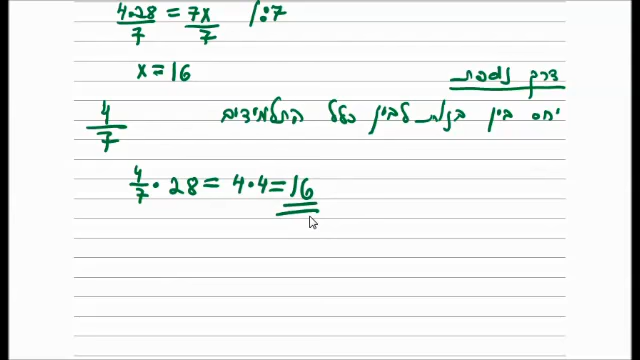 4·28/7 = 7x/7 /:7
x=16
דרך נוספת
יחס בין בנות לבין כלל התלמידים
4/7
4/7 · 28 = 4·4 = 16